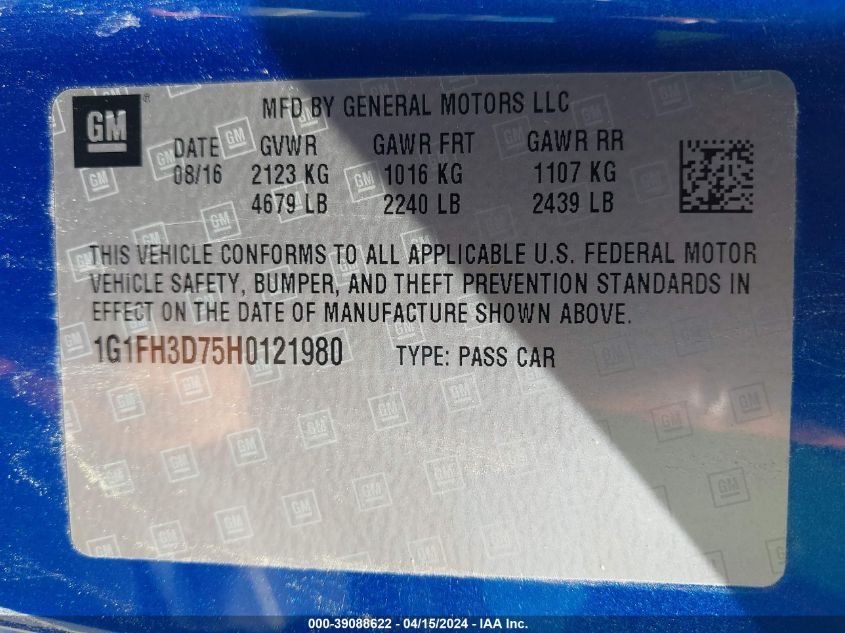 GM
MFD BY GENERAL MOTORS LLC
DATE GVWR GAWR FRT GAWR RR
08/16 2123 KG 1016 KG 1107 KG
4679 LB 2240 LB 2439 LB
THIS VEHICLE CONFORMS TO ALL APPLICABLE U.S. FEDERAL MOTOR
VEHICLE SAFETY, BUMPER, AND THEFT PREVENTION STANDARDS IN
EFFECT ON THE DATE OF MANUFACTURE SHOWN ABOVE.
1G1FH3D75H0121980 TYPE: PASS CAR
000-39088622 - 04/15/2024 - IAA Inc.